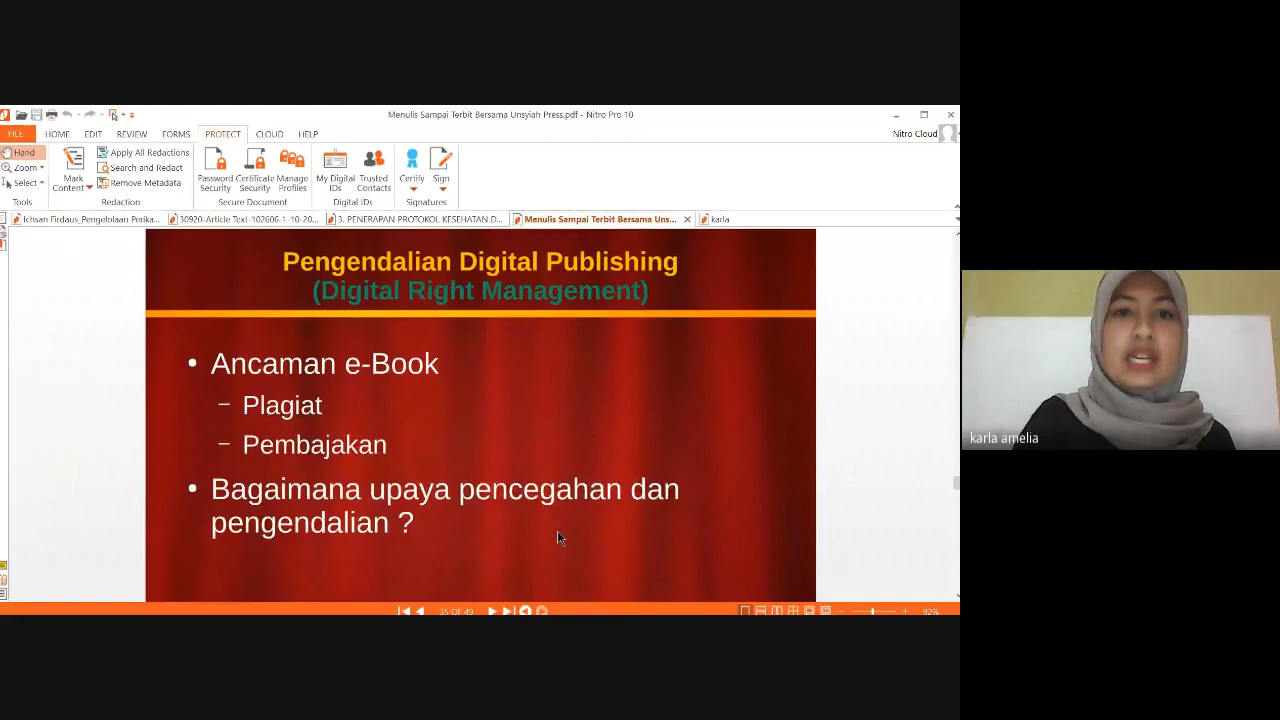 Menulis Sampai Terbit Bersama Unsyiah Press.pdf - Nitro Pro 10
FILE HOME EDIT REVIEW FORMS PROTECT CLOUD HELP
Nitro Cloud
Hand
Zoom
Select
Tools
Mark Content
Apply All Redactions
Search and Redact
Remove Metadata
Redaction
Password Security
Certificate Security
Manage Profiles
Secure Document
My Digital IDs
Trusted Contacts
Digital IDs
Certify
Sign
Signatures
Ichsan Firdaus_Pengelolaan Perika...
30920-Article Text-102606-1-10-20...
3. PENERAPAN PROTOKOL KESEHATAN D...
Menulis Sampai Terbit Bersama Uns...
karla
Pengendalian Digital Publishing
(Digital Right Management)
• Ancaman e-Book
– Plagiat
– Pembajakan
• Bagaimana upaya pencegahan dan
pengendalian ?
35 OF 49
92%
karla amelia